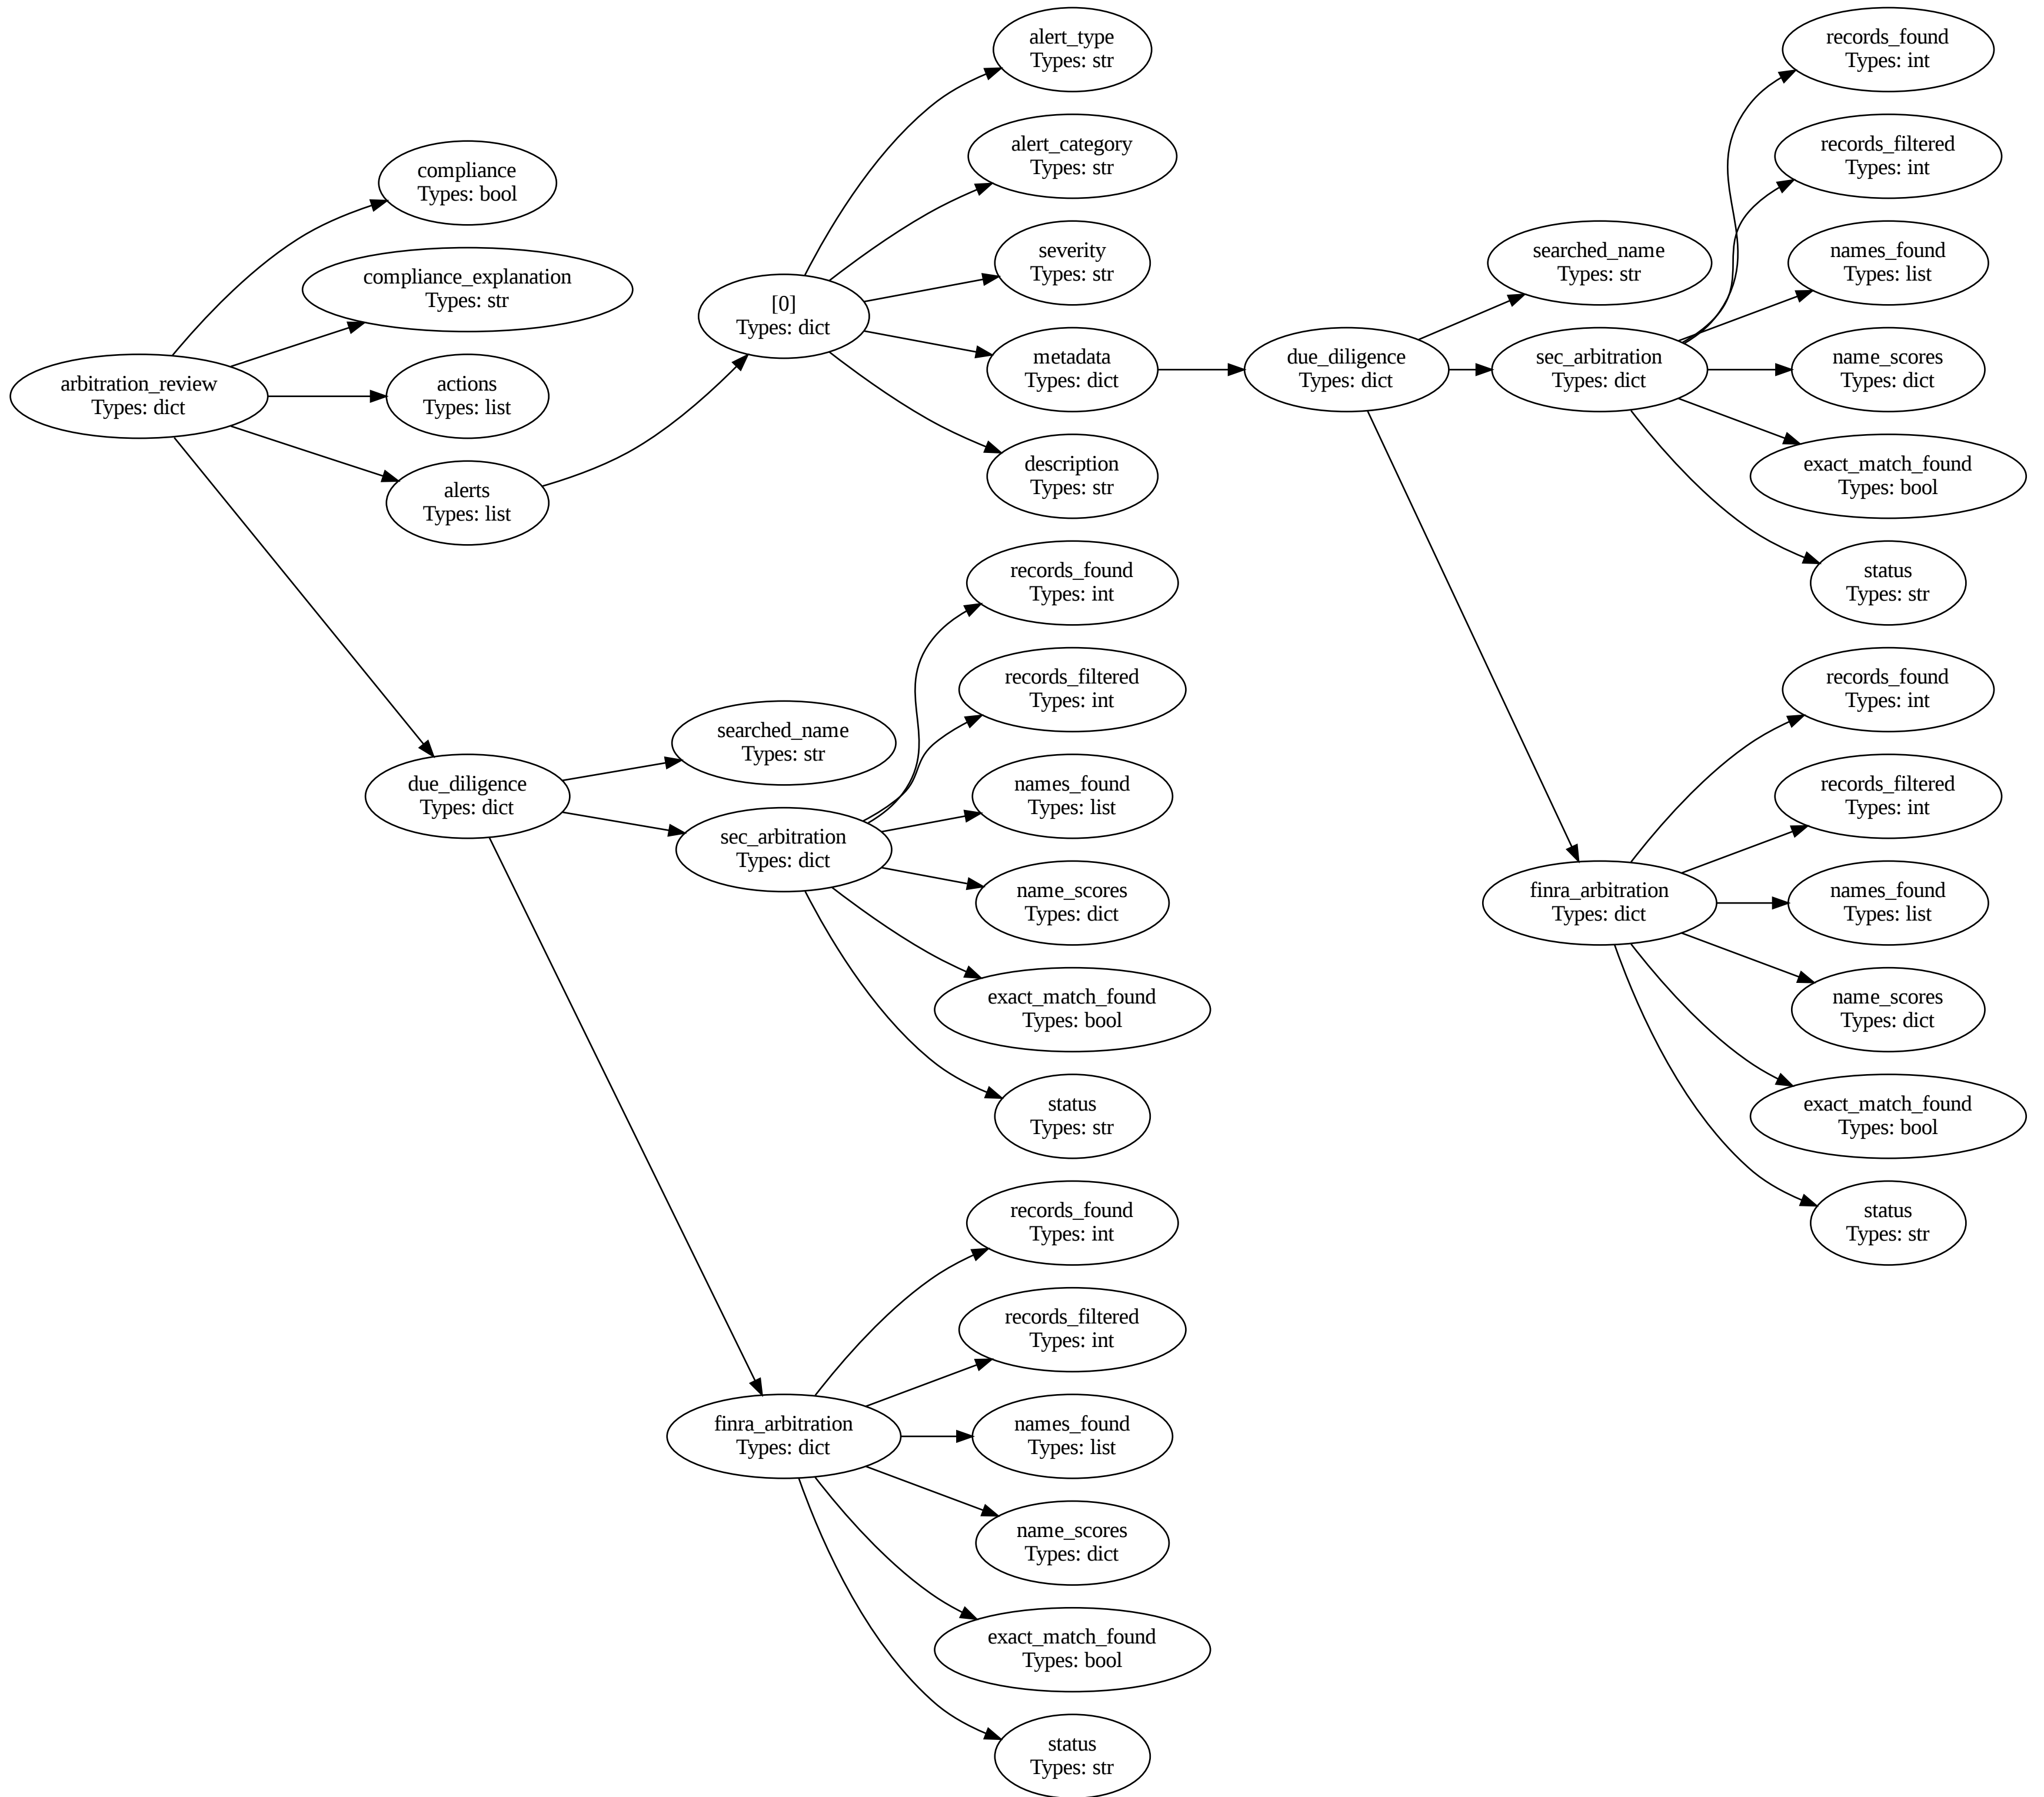 arbitration_review
Types: dict
compliance
Types: bool
compliance_explanation
Types: str
actions
Types: list
alerts
Types: list
[0]
Types: dict
alert_type
Types: str
alert_category
Types: str
severity
Types: str
metadata
Types: dict
due_diligence
Types: dict
searched_name
Types: str
sec_arbitration
Types: dict
records_found
Types: int
records_filtered
Types: int
names_found
Types: list
name_scores
Types: dict
exact_match_found
Types: bool
status
Types: str
finra_arbitration
Types: dict
records_found
Types: int
records_filtered
Types: int
names_found
Types: list
name_scores
Types: dict
exact_match_found
Types: bool
status
Types: str
description
Types: str
due_diligence
Types: dict
searched_name
Types: str
sec_arbitration
Types: dict
records_found
Types: int
records_filtered
Types: int
names_found
Types: list
name_scores
Types: dict
exact_match_found
Types: bool
status
Types: str
finra_arbitration
Types: dict
records_found
Types: int
records_filtered
Types: int
names_found
Types: list
name_scores
Types: dict
exact_match_found
Types: bool
status
Types: str